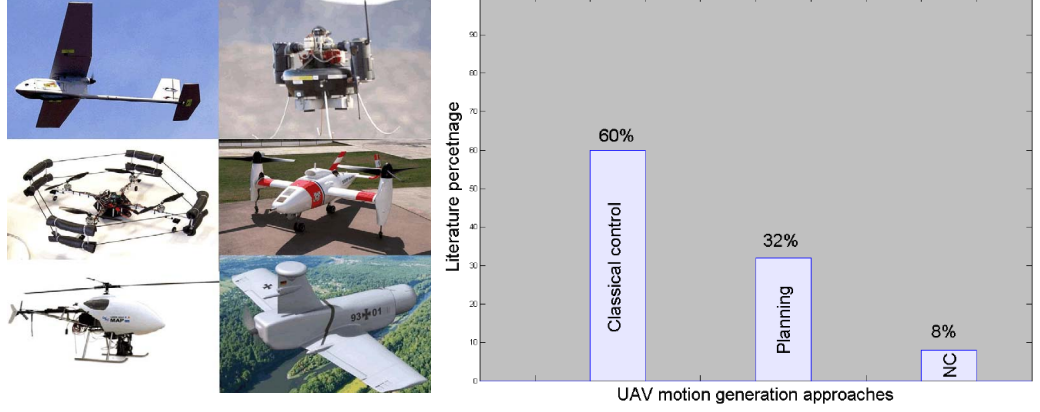 93 01
MAP
Literature percetnage
90
80
70
60
50
40
30
20
10
0
60%
Classical control
32%
Planning
8%
NC
UAV motion generation approaches